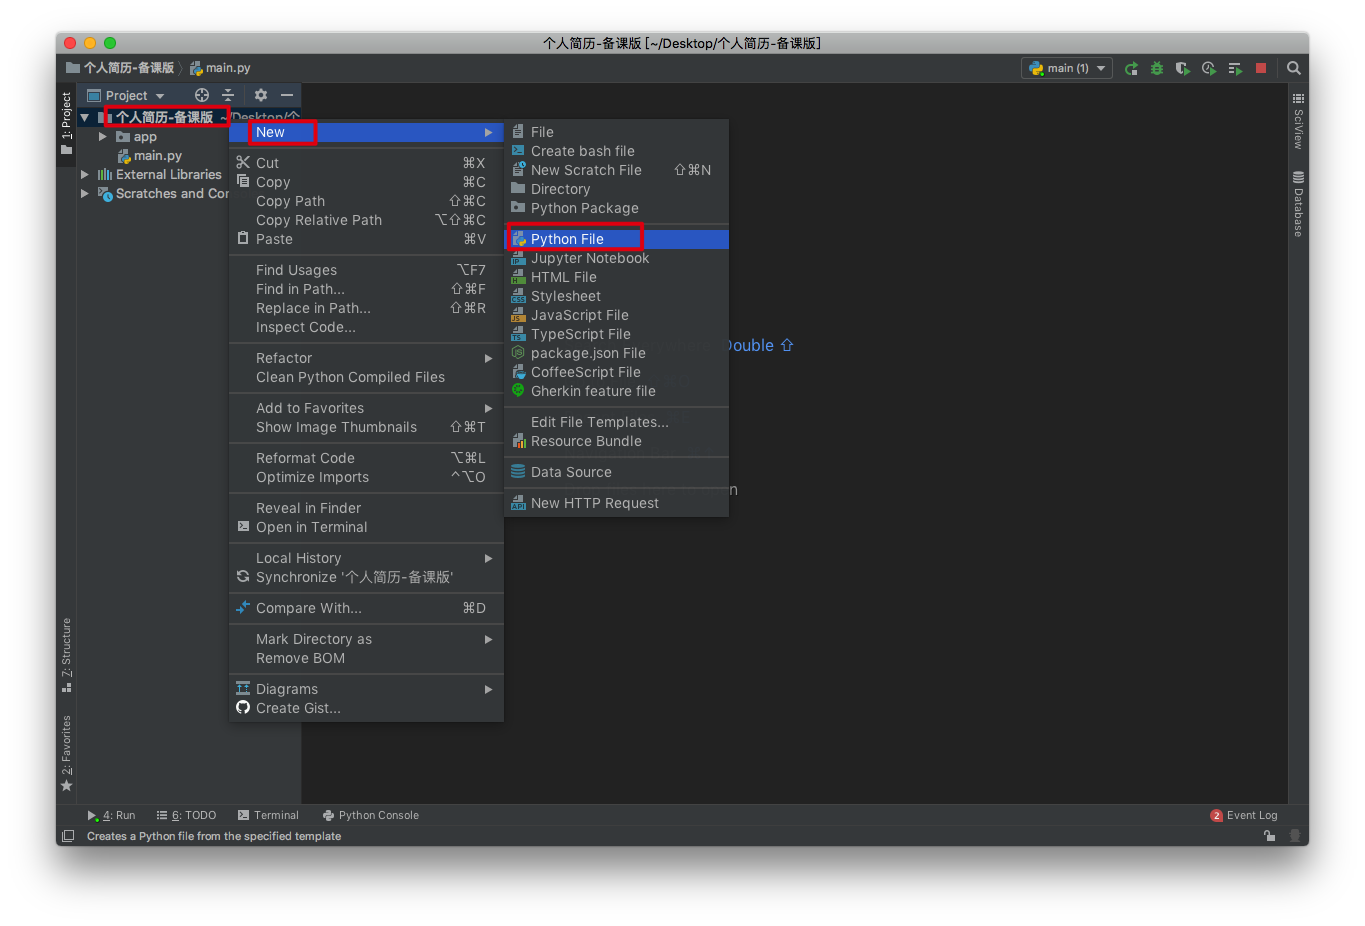 个人简历-备课版 [~/Desktop/个人简历-备课版]
个人简历-备课版 main.py
main (1)
Project
个人简历-备课版 ~/Desktop/个
app
main.py
External Libraries
Scratches and Con
1: Project
Z: Structure
2: Favorites
New
Cut ⌘X
Copy ⌘C
Copy Path ⇧⌘C
Copy Relative Path ⌥⇧⌘C
Paste ⌘V
Find Usages ⌥F7
Find in Path... ⇧⌘F
Replace in Path... ⇧⌘R
Inspect Code...
Refactor
Clean Python Compiled Files
Add to Favorites
Show Image Thumbnails ⇧⌘T
Reformat Code ⌥⌘L
Optimize Imports ^⌥O
Reveal in Finder
Open in Terminal
Local History
Synchronize '个人简历-备课版'
Compare With... ⌘D
Mark Directory as
Remove BOM
Diagrams
Create Gist...
File
Create bash file
New Scratch File ⇧⌘N
Directory
Python Package
Python File
Jupyter Notebook
HTML File
Stylesheet
JavaScript File
TypeScript File
package.json File
CoffeeScript File
Gherkin feature file
Edit File Templates...
Resource Bundle
Data Source
New HTTP Request
Double ⇧
SciView
Database
4: Run 6: TODO Terminal Python Console
2 Event Log
Creates a Python file from the specified template